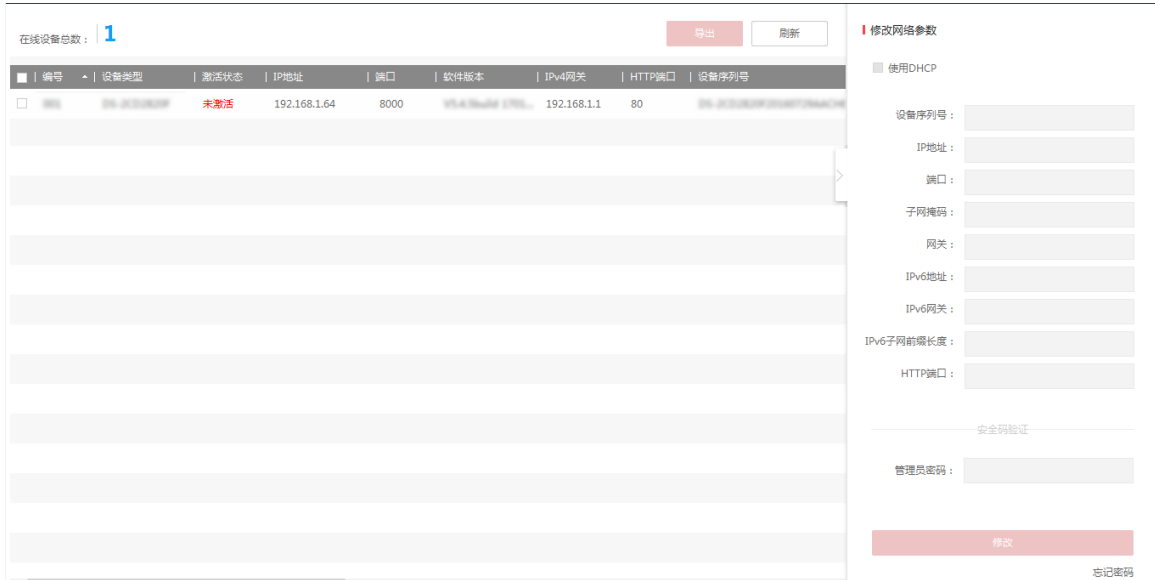 在线设备总数： 1
导出
刷新
编号 设备类型 激活状态 IP地址 端口 软件版本 IPv4网关 HTTP端口 设备序列号
001 DS-2CD2820F 未激活 192.168.1.64 8000 192.168.1.1 80
修改网络参数
使用DHCP
设备序列号：
IP地址：
端口：
子网掩码：
网关：
IPv6地址：
IPv6网关：
IPv6子网前缀长度：
HTTP端口：
安全码验证
管理员密码：
修改
忘记密码